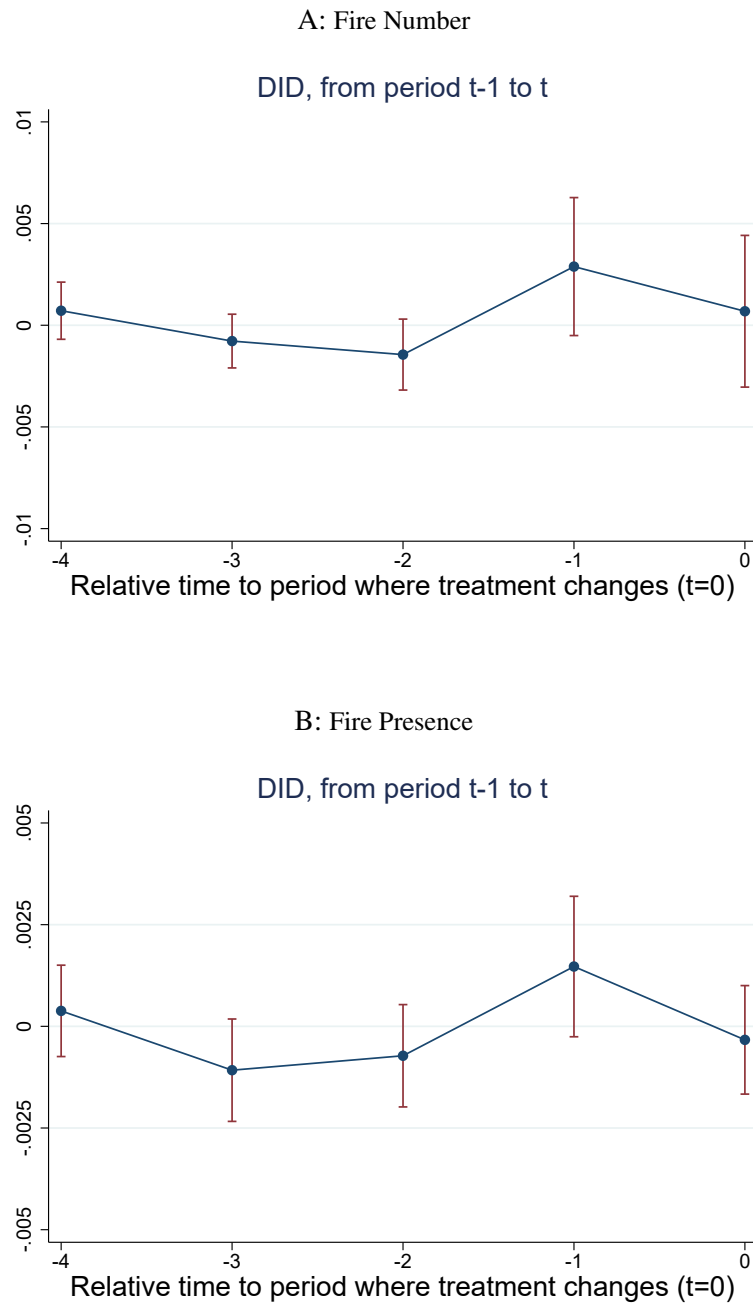 A: Fire Number
DID, from period t-1 to t
.01
.005
0
-.005
-.01
-4 -3 -2 -1 0
Relative time to period where treatment changes (t=0)
B: Fire Presence
DID, from period t-1 to t
.005
.0025
0
-.0025
-.005
-4 -3 -2 -1 0
Relative time to period where treatment changes (t=0)